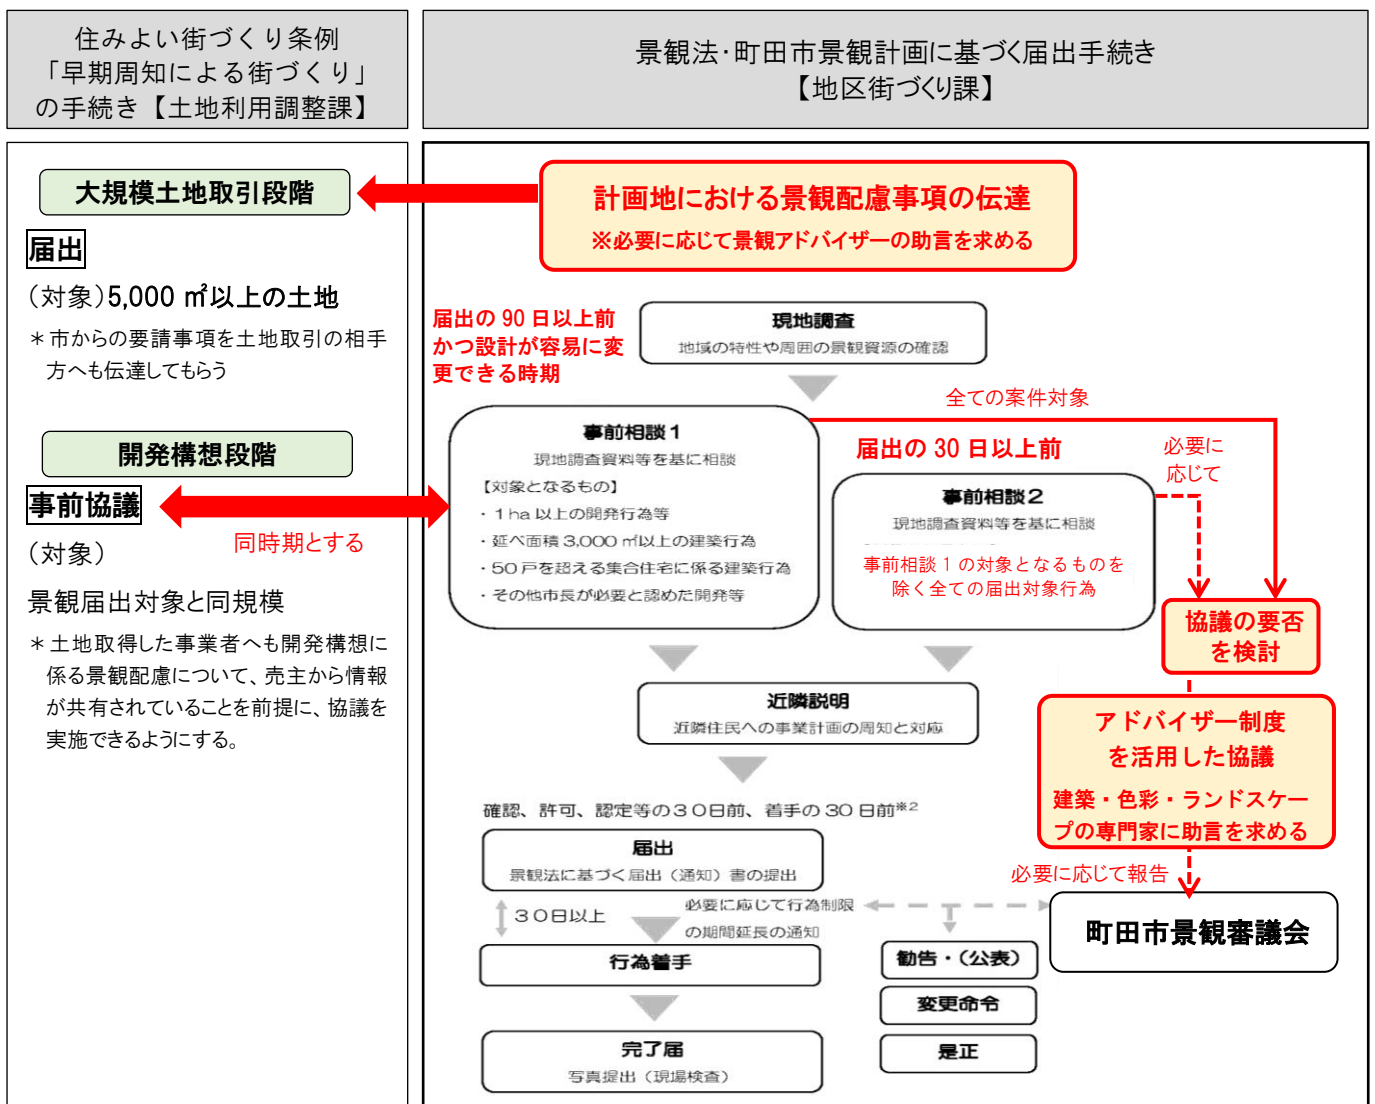 住みよい街づくり条例
「早期周知による街づくり」
の手続き【土地利用調整課】
景観法・町田市景観計画に基づく届出手続き
【地区街づくり課】
大規模土地取引段階
届出
（対象）5,000 ㎡以上の土地
＊市からの要請事項を土地取引の相手
方へも伝達してもらう
開発構想段階
事前協議
同時期とする
（対象）
景観届出対象と同規模
＊土地取得した事業者へも開発構想に
係る景観配慮について、売主から情報
が共有されていることを前提に、協議を
実施できるようにする。
計画地における景観配慮事項の伝達
※必要に応じて景観アドバイザーの助言を求める
届出の 90 日以上前
かつ設計が容易に変
更できる時期
現地調査
地域の特性や周囲の景観資源の確認
全ての案件対象
事前相談１
現地調査資料等を基に相談
【対象となるもの】
・１ha 以上の開発行為等
・延べ面積 3,000 ㎡以上の建築行為
・５０戸を超える集合住宅に係る建築行為
・その他市長が必要と認めた開発等
届出の 30 日以上前
事前相談２
現地調査資料等を基に相談
事前相談 1 の対象となるものを
除く全ての届出対象行為
必要に
応じて
協議の要否
を検討
近隣説明
近隣住民への事業計画の周知と対応
アドバイザー制度
を活用した協議
建築・色彩・ランドスケー
プの専門家に助言を求める
確認、許可、認定等の３０日前、着手の 30 日前※2
届出
景観法に基づく届出（通知）書の提出
必要に応じて報告
町田市景観審議会
３０日以上
必要に応じて行為制限
の期間延長の通知
行為着手
勧告・（公表）
変更命令
是正
完了届
写真提出（現場検査）